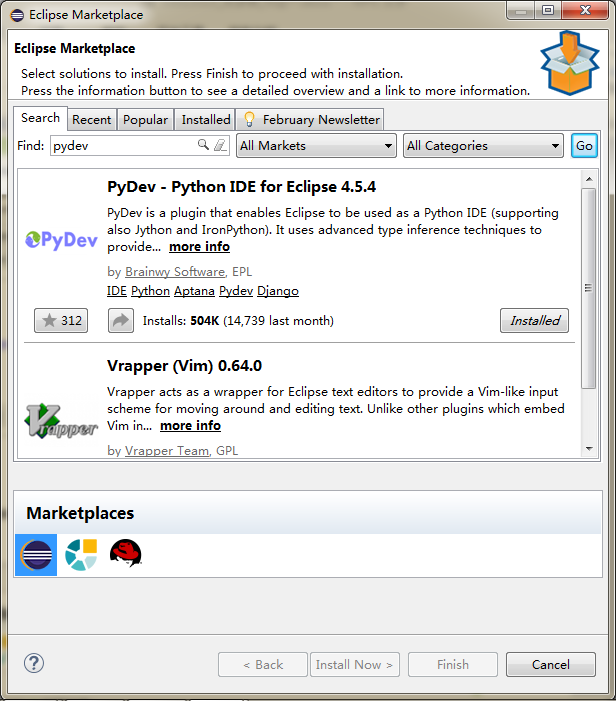 Eclipse Marketplace
Eclipse Marketplace
Select solutions to install. Press Finish to proceed with installation.
Press the information button to see a detailed overview and a link to more information.
Search Recent Popular Installed February Newsletter
Find: pydev All Markets All Categories Go
PyDev - Python IDE for Eclipse 4.5.4
PyDev is a plugin that enables Eclipse to be used as a Python IDE (supporting
also Jython and IronPython). It uses advanced type inference techniques to
provide... more info
PyDev
by Brainwy Software, EPL
IDE Python Aptana Pydev Django
312 Installs: 504K (14,739 last month) Installed
Vrapper (Vim) 0.64.0
Vrapper acts as a wrapper for Eclipse text editors to provide a Vim-like input
scheme for moving around and editing text. Unlike other plugins which embed
Vim in... more info
Vrapper
by Vrapper Team, GPL
Marketplaces
? < Back Install Now > Finish Cancel